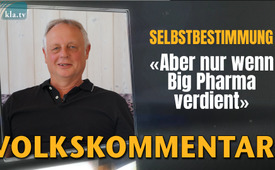 kla.tv
SELBSTBESTIMMUNG
«Aber nur wenn
Big Pharma
verdient»
VOLKSKOMMENTAR